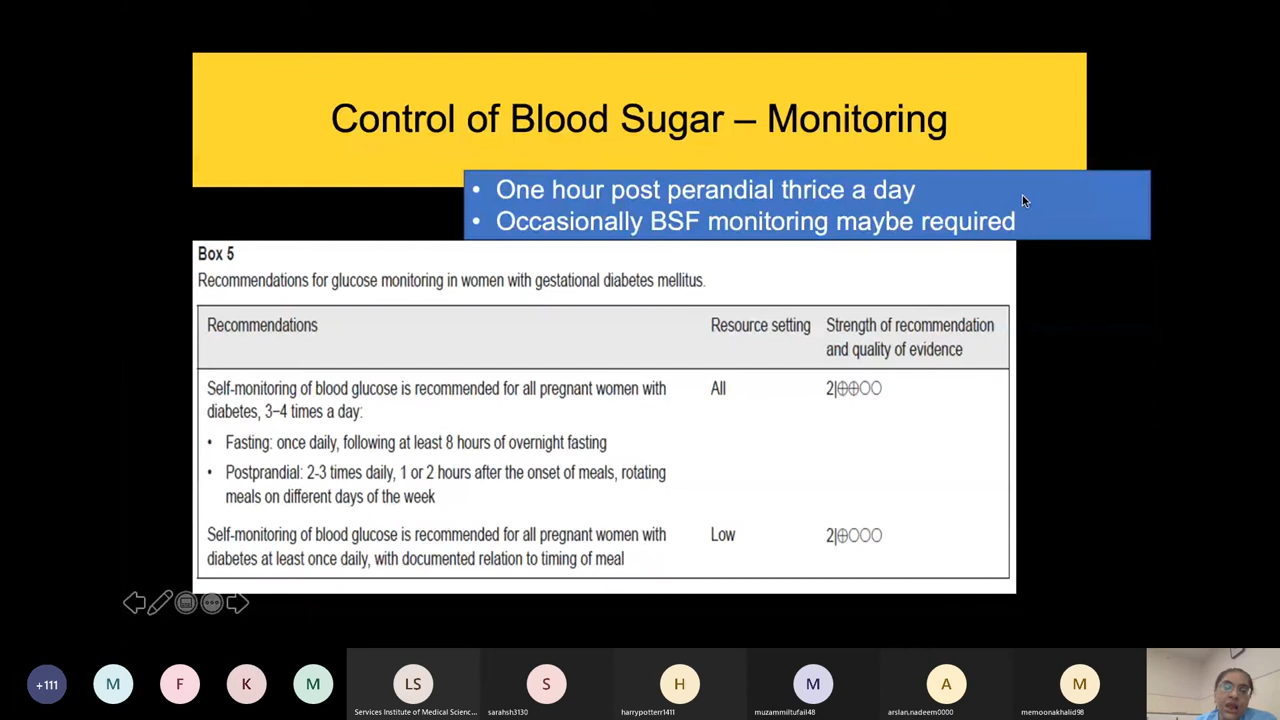 Control of Blood Sugar – Monitoring
• One hour post perandial thrice a day
• Occasionally BSF monitoring maybe required
Box 5
Recommendations for glucose monitoring in women with gestational diabetes mellitus.
Recommendations Resource setting Strength of recommendation
and quality of evidence
Self-monitoring of blood glucose is recommended for all pregnant women with All 2|⊕⊕○○
diabetes, 3−4 times a day:
• Fasting: once daily, following at least 8 hours of overnight fasting
• Postprandial: 2-3 times daily, 1 or 2 hours after the onset of meals, rotating
meals on different days of the week
Self-monitoring of blood glucose is recommended for all pregnant women with Low 2|⊕○○○
diabetes at least once daily, with documented relation to timing of meal
+111 M F K M LS S H M A M
Services Institute of Medical Scienc... sarahsh3130 harrypotterr1411 muzammiltufail48 arslan.nadeem0000 memoonakhalid98